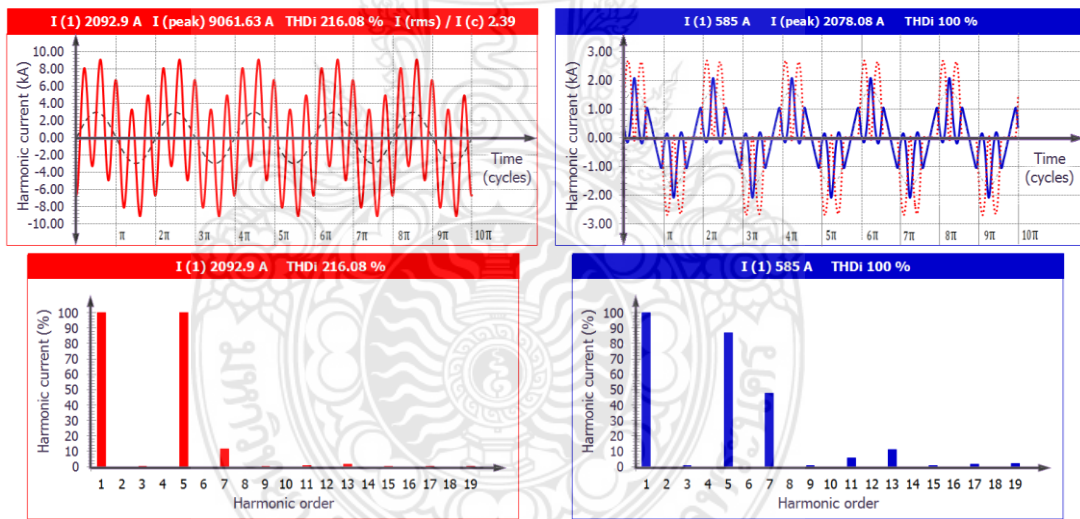 I (1) 2092.9 A I (peak) 9061.63 A THDi 216.08 % I (rms) / I (c) 2.39
Harmonic current (kA)
10.00
8.00
6.00
4.00
2.00
0.00
-2.00
-4.00
-6.00
-8.00
-10.00
π 2π 3π 4π 5π 6π 7π 8π 9π 10π
Time
(cycles)
I (1) 585 A I (peak) 2078.08 A THDi 100 %
Harmonic current (kA)
3.00
2.00
1.00
0.00
-1.00
-2.00
-3.00
π 2π 3π 4π 5π 6π 7π 8π 9π 10π
Time
(cycles)
I (1) 2092.9 A THDi 216.08 %
Harmonic current (%)
100
90
80
70
60
50
40
30
20
10
0
1 2 3 4 5 6 7 8 9 10 11 12 13 14 15 16 17 18 19
Harmonic order
I (1) 585 A THDi 100 %
Harmonic current (%)
100
90
80
70
60
50
40
30
20
10
0
1 2 3 4 5 6 7 8 9 10 11 12 13 14 15 16 17 18 19
Harmonic order